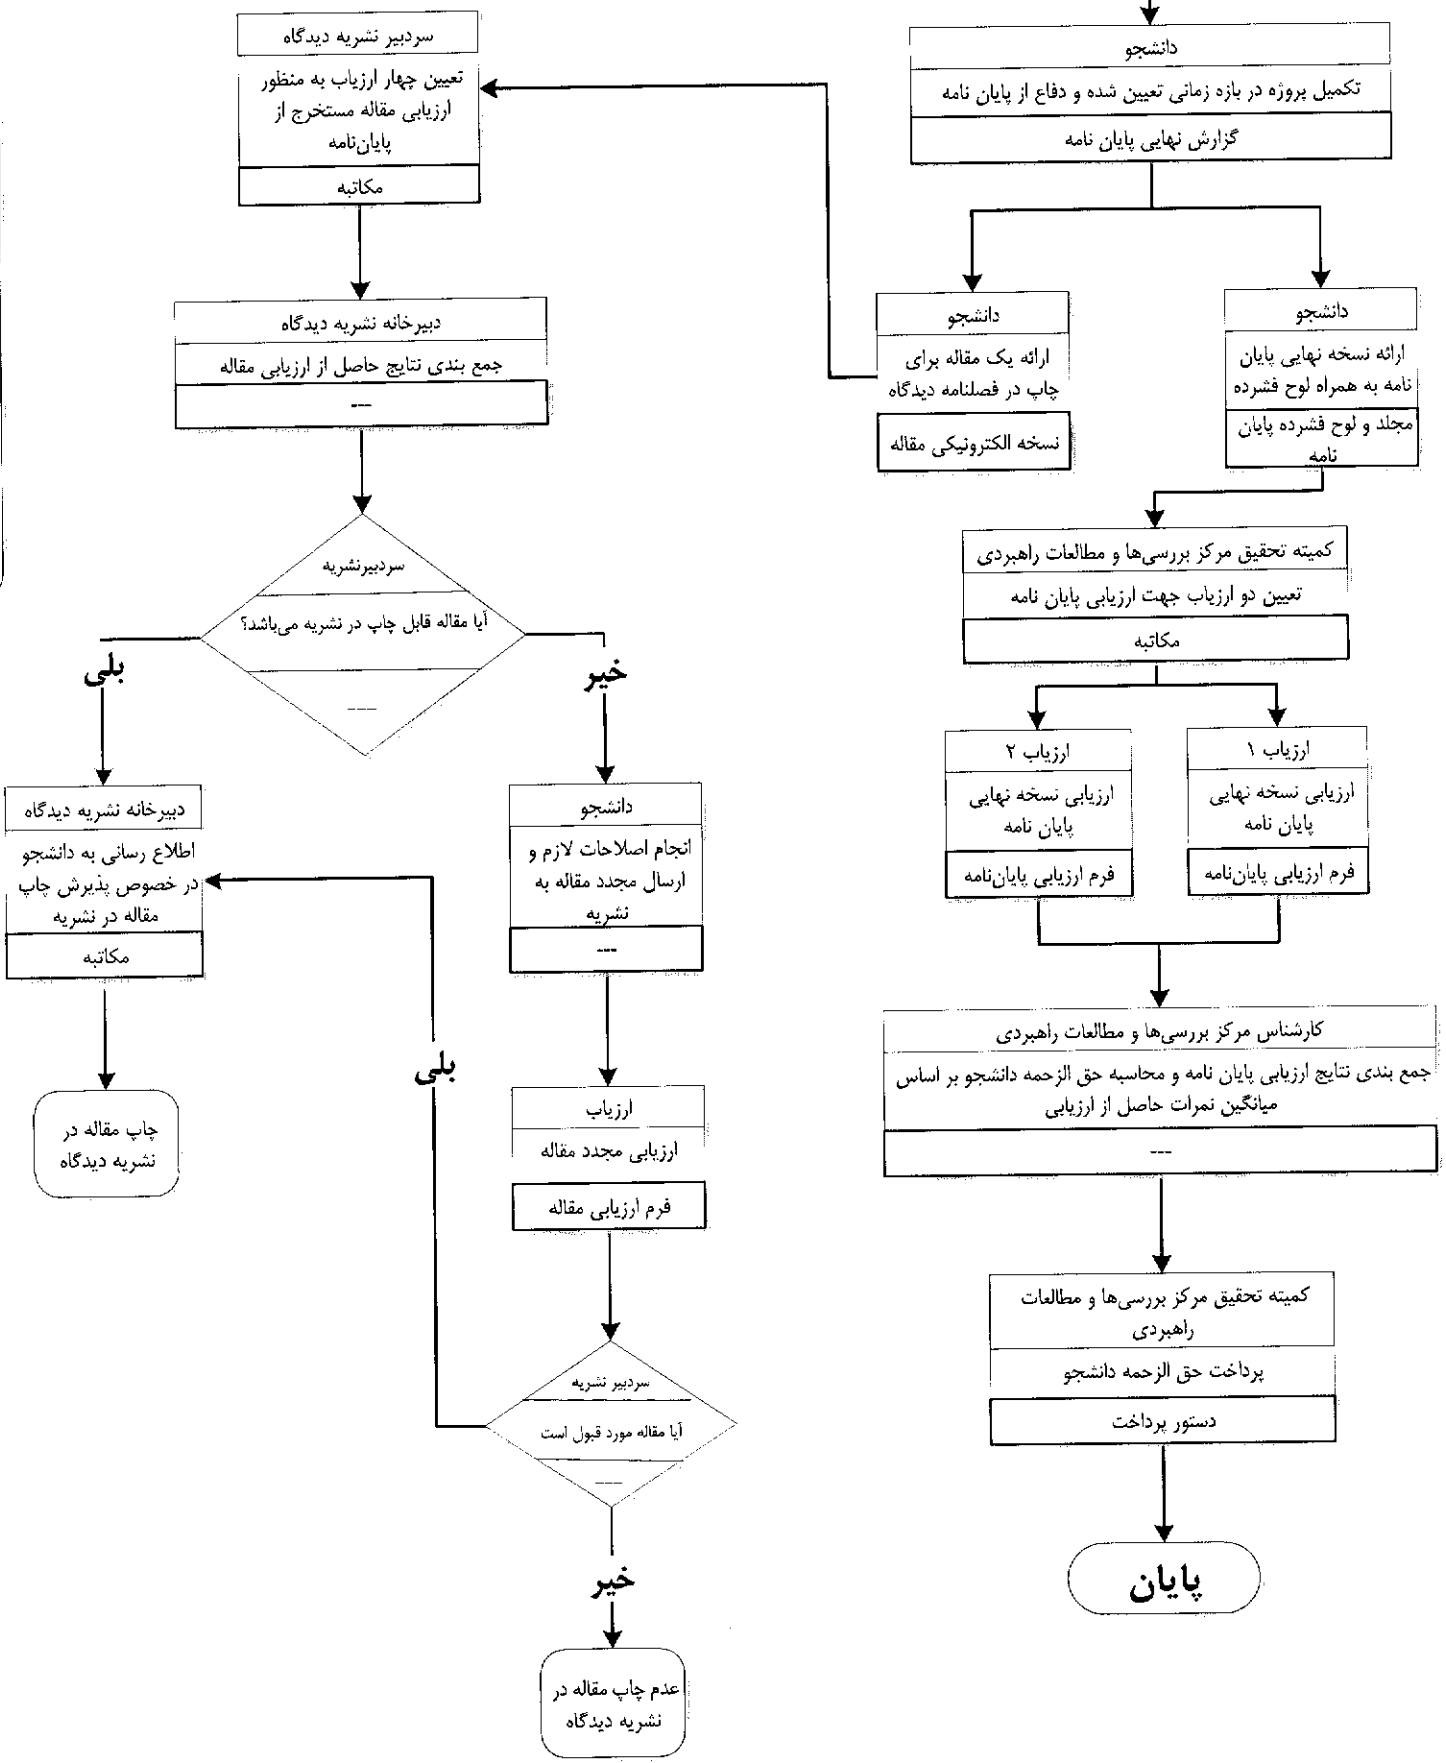 دانشجو
تکمیل پروژه در بازه زمانی تعیین شده و دفاع از پایان نامه
گزارش نهایی پایان نامه
دانشجو
ارائه نسخه نهایی پایان
نامه به همراه لوح فشرده
مجلد و لوح فشرده پایان
نامه
دانشجو
ارائه یک مقاله برای
چاپ در فصلنامه دیدگاه
نسخه الکترونیکی مقاله
کمیته تحقیق مرکز بررسی‌ها و مطالعات راهبردی
تعیین دو ارزیاب جهت ارزیابی پایان نامه
مکاتبه
ارزیاب ۱
ارزیابی نسخه نهایی
پایان نامه
فرم ارزیابی پایان‌نامه
ارزیاب ۲
ارزیابی نسخه نهایی
پایان نامه
فرم ارزیابی پایان‌نامه
کارشناس مرکز بررسی‌ها و مطالعات راهبردی
جمع بندی نتایج ارزیابی پایان نامه و محاسبه حق الزحمه دانشجو بر اساس
میانگین نمرات حاصل از ارزیابی
---
کمیته تحقیق مرکز بررسی‌ها و مطالعات
راهبردی
پرداخت حق الزحمه دانشجو
دستور پرداخت
پایان
سردبیر نشریه دیدگاه
تعیین چهار ارزیاب به منظور
ارزیابی مقاله مستخرج از
پایان‌نامه
مکاتبه
دبیرخانه نشریه دیدگاه
جمع بندی نتایج حاصل از ارزیابی مقاله
---
سردبیرنشریه
آیا مقاله قابل چاپ در نشریه می‌باشد؟
---
خیر
بلی
دانشجو
انجام اصلاحات لازم و
ارسال مجدد مقاله به
نشریه
---
ارزیاب
ارزیابی مجدد مقاله
فرم ارزیابی مقاله
سردبیر نشریه
آیا مقاله مورد قبول است
---
بلی
خیر
عدم چاپ مقاله در
نشریه دیدگاه
دبیرخانه نشریه دیدگاه
اطلاع رسانی به دانشجو
در خصوص پذیرش چاپ
مقاله در نشریه
مکاتبه
چاپ مقاله در
نشریه دیدگاه